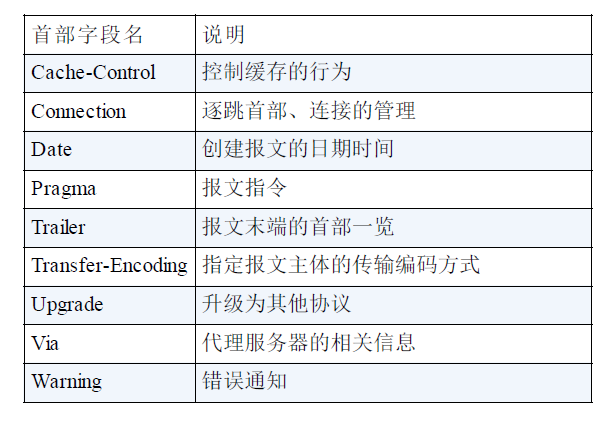 首部字段名 说明
Cache-Control 控制缓存的行为
Connection 逐跳首部、连接的管理
Date 创建报文的日期时间
Pragma 报文指令
Trailer 报文末端的首部一览
Transfer-Encoding 指定报文主体的传输编码方式
Upgrade 升级为其他协议
Via 代理服务器的相关信息
Warning 错误通知